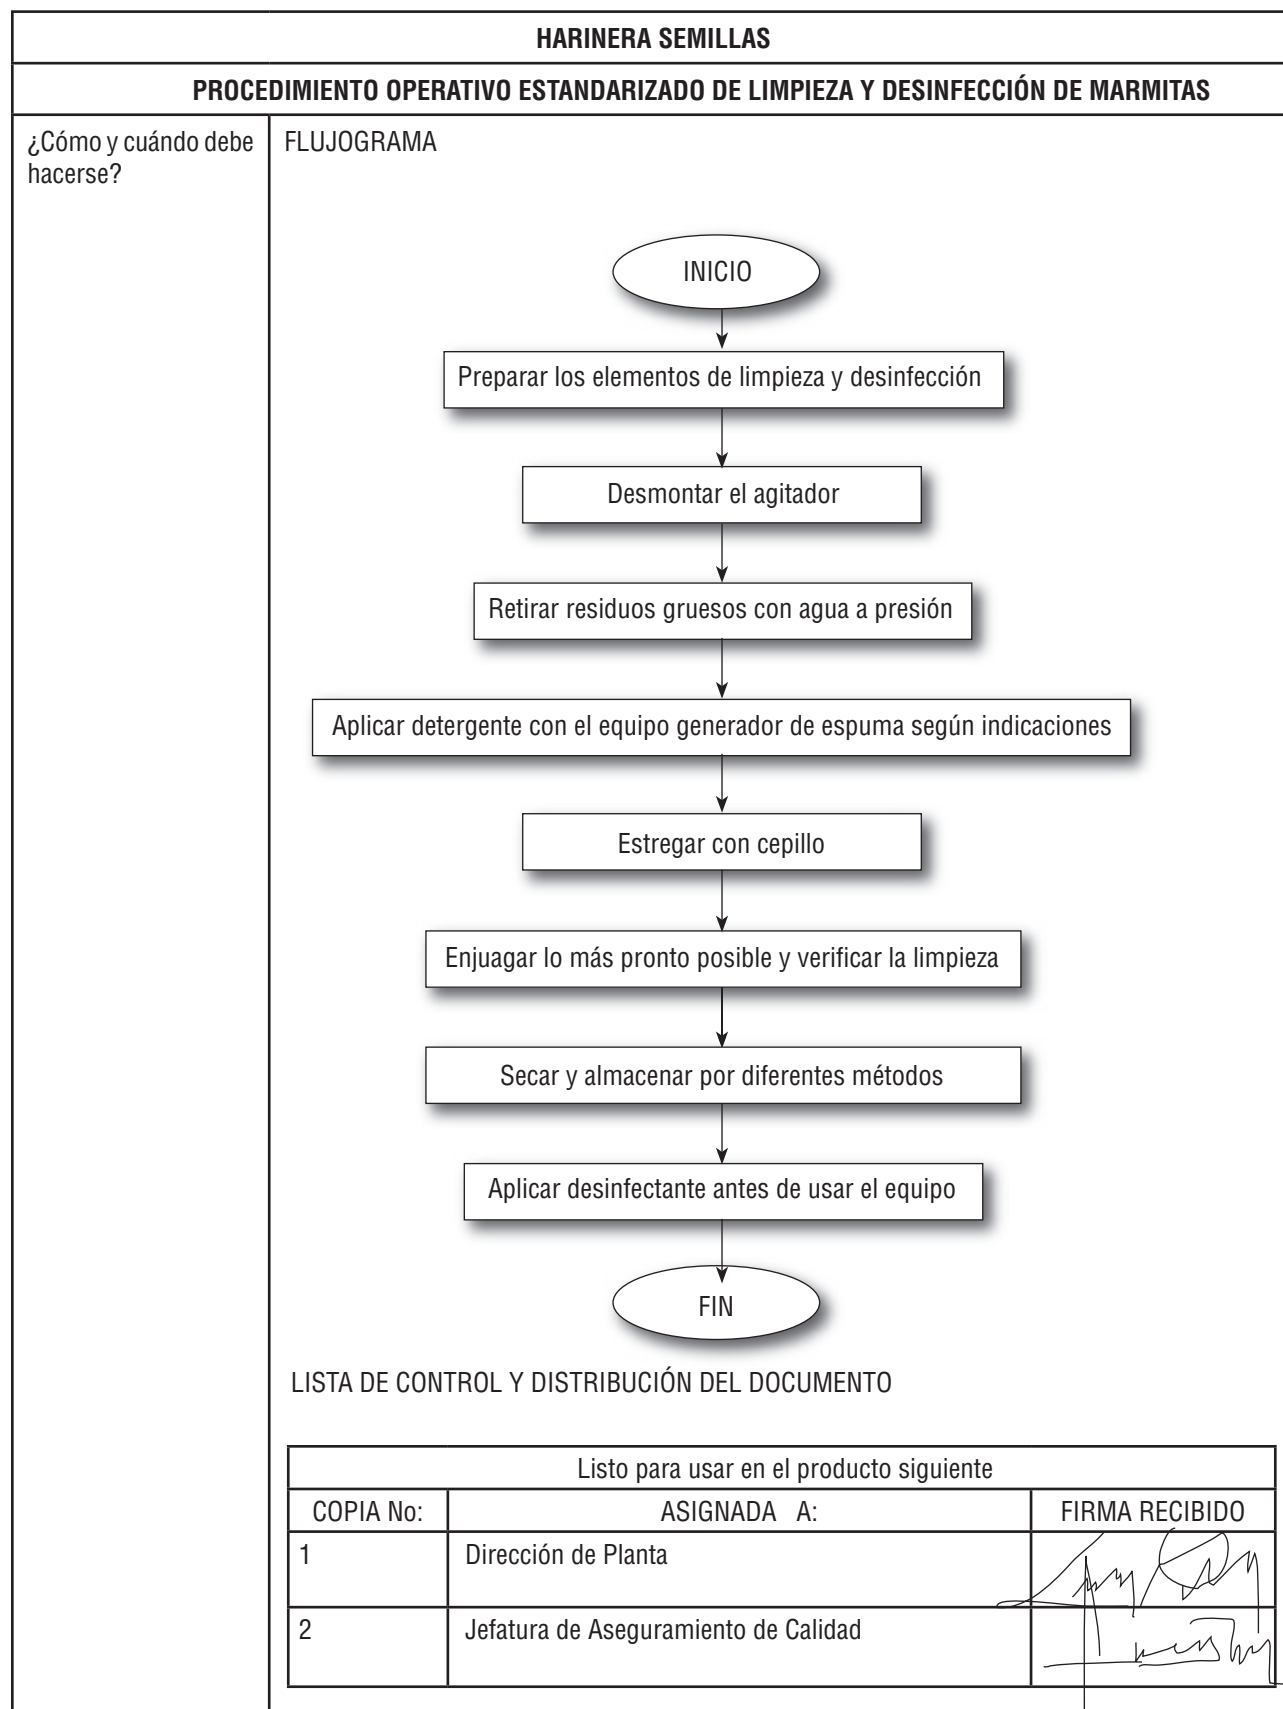 HARINERA SEMILLAS
PROCEDIMIENTO OPERATIVO ESTANDARIZADO DE LIMPIEZA Y DESINFECCIÓN DE MARMITAS
¿Cómo y cuándo debe
hacerse?
FLUJOGRAMA
INICIO
Preparar los elementos de limpieza y desinfección
Desmontar el agitador
Retirar residuos gruesos con agua a presión
Aplicar detergente con el equipo generador de espuma según indicaciones
Estregar con cepillo
Enjuagar lo más pronto posible y verificar la limpieza
Secar y almacenar por diferentes métodos
Aplicar desinfectante antes de usar el equipo
FIN
LISTA DE CONTROL Y DISTRIBUCIÓN DEL DOCUMENTO
Listo para usar en el producto siguiente
COPIA No: ASIGNADA A: FIRMA RECIBIDO
1 Dirección de Planta
2 Jefatura de Aseguramiento de Calidad